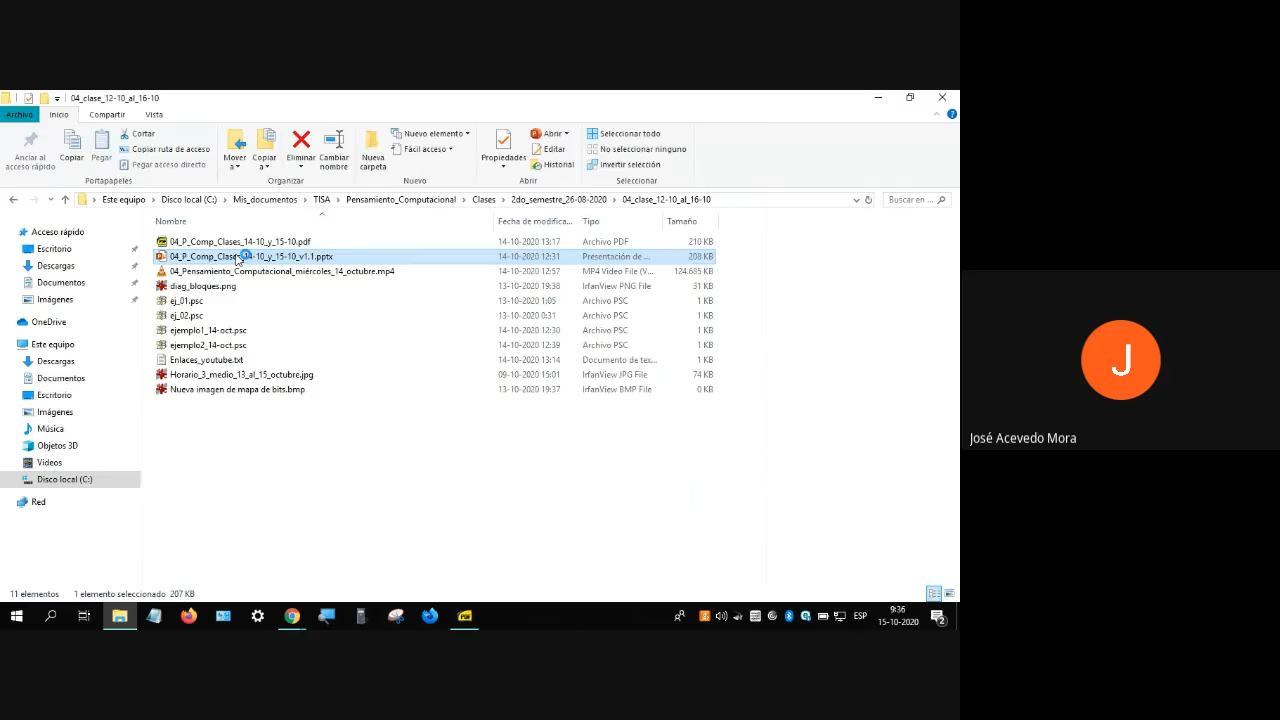 04_clase_12-10_al_16-10
Archivo Inicio Compartir Vista
Anclar al acceso rápido
Copiar
Pegar
Cortar
Copiar ruta de acceso
Pegar acceso directo
Portapapeles
Mover a
Copiar a
Eliminar
Cambiar nombre
Organizar
Nueva carpeta
Nuevo elemento
Fácil acceso
Nuevo
Propiedades
Abrir
Editar
Historial
Abrir
Seleccionar todo
No seleccionar ninguno
Invertir selección
Seleccionar
Este equipo > Disco local (C:) > Mis_documentos > TISA > Pensamiento_Computacional > Clases > 2do_semestre_26-08-2020 > 04_clase_12-10_al_16-10
Buscar en ...
Acceso rápido
Escritorio
Descargas
Documentos
Imágenes
OneDrive
Este equipo
Descargas
Documentos
Escritorio
Imágenes
Música
Objetos 3D
Videos
Disco local (C:)
Red
Nombre Fecha de modifica... Tipo Tamaño
04_P_Comp_Clases_14-10_y_15-10.pdf 14-10-2020 13:17 Archivo PDF 210 KB
04_P_Comp_Clases_14-10_y_15-10_v1.1.pptx 14-10-2020 12:31 Presentación de ... 208 KB
04_Pensamiento_Computacional_miércoles_14_octubre.mp4 14-10-2020 12:57 MP4 Video File (V... 124.685 KB
diag_bloques.png 13-10-2020 19:38 IrfanView PNG File 31 KB
ej_01.psc 13-10-2020 1:05 Archivo PSC 1 KB
ej_02.psc 13-10-2020 0:31 Archivo PSC 1 KB
ejemplo1_14-oct.psc 14-10-2020 12:30 Archivo PSC 1 KB
ejemplo2_14-oct.psc 14-10-2020 12:39 Archivo PSC 1 KB
Enlaces_youtube.txt 14-10-2020 13:14 Documento de tex... 1 KB
Horario_3_medio_13_al_15_octubre.jpg 09-10-2020 15:01 IrfanView JPG File 74 KB
Nueva imagen de mapa de bits.bmp 13-10-2020 19:37 IrfanView BMP File 0 KB
11 elementos 1 elemento seleccionado 207 KB
ESP
9:36
15-10-2020
2
J
José Acevedo Mora